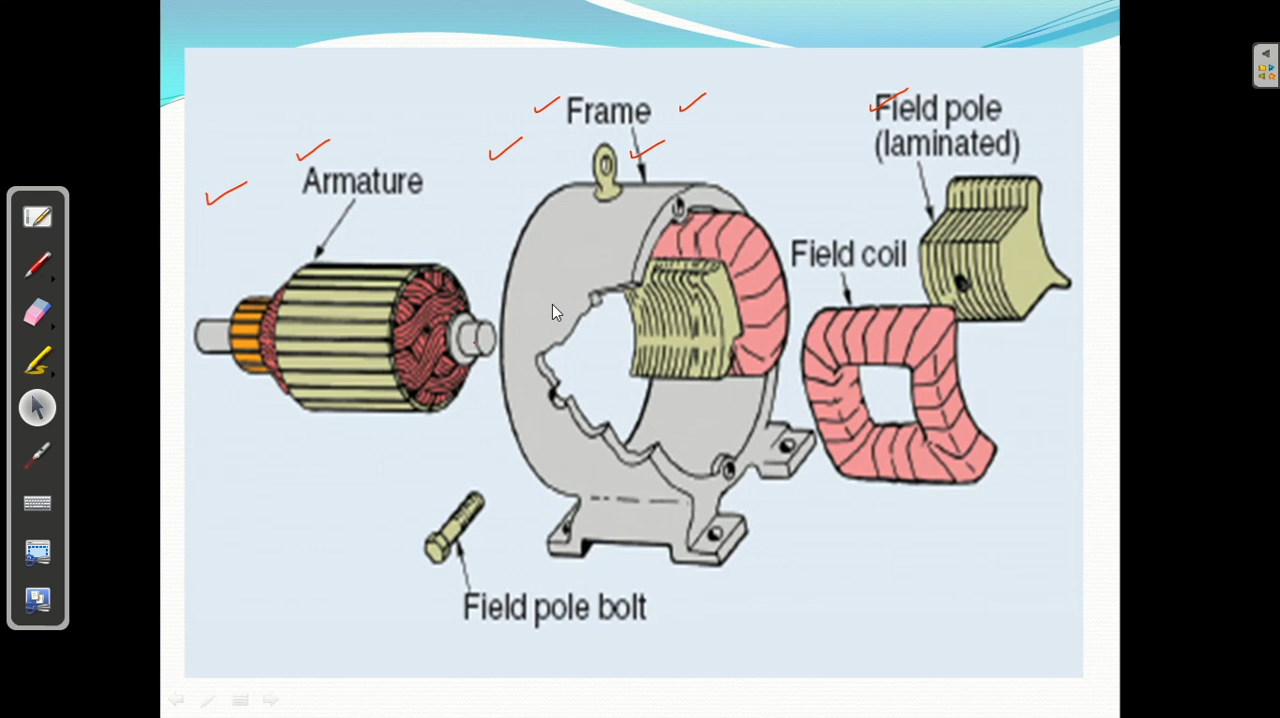 Frame
Field pole
(laminated)
Armature
Field coil
Field pole bolt